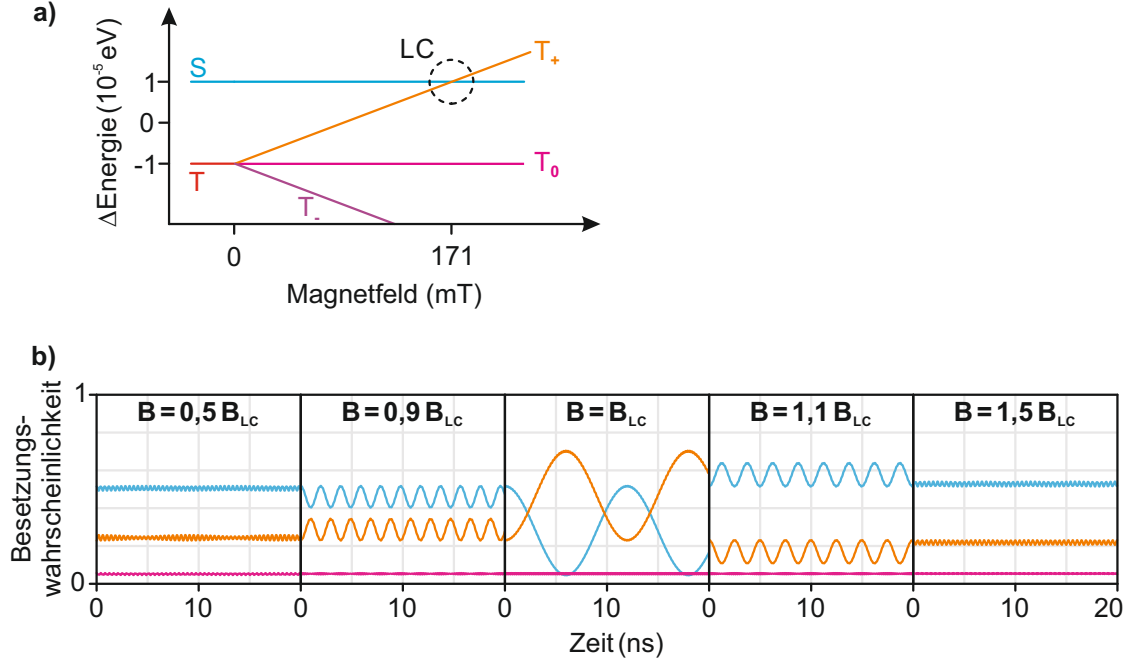 a)
ΔEnergie (10⁻⁵ eV)
1
0
-1
S
T
LC
T₊
T₀
T₋
0
171
Magnetfeld (mT)
b)
Besetzungs-
wahrscheinlichkeit
1
0
B = 0,5 B_LC
B = 0,9 B_LC
B = B_LC
B = 1,1 B_LC
B = 1,5 B_LC
0 10 0 10 0 10 0 10 0 10 20
Zeit (ns)